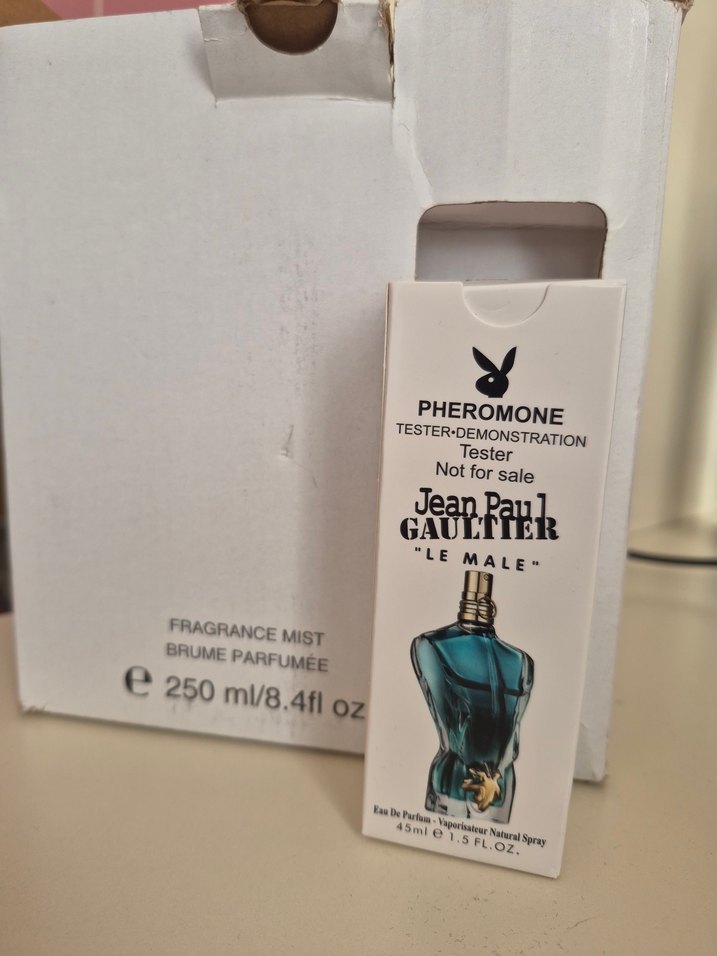 FRAGRANCE MIST
BRUME PARFUMÉE
e 250 ml/8.4fl oz
PHEROMONE
TESTER•DEMONSTRATION
Tester
Not for sale
Jean Paul
GAULTIER
"LE MALE"
Eau De Parfum - Vaporisateur Natural Spray
45ml e 1.5 FL.OZ.